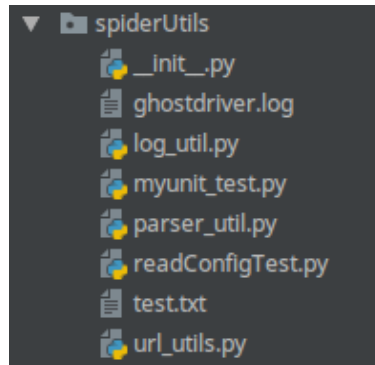 spiderUtils
__init__.py
ghostdriver.log
log_util.py
myunit_test.py
parser_util.py
readConfigTest.py
test.txt
url_utils.py